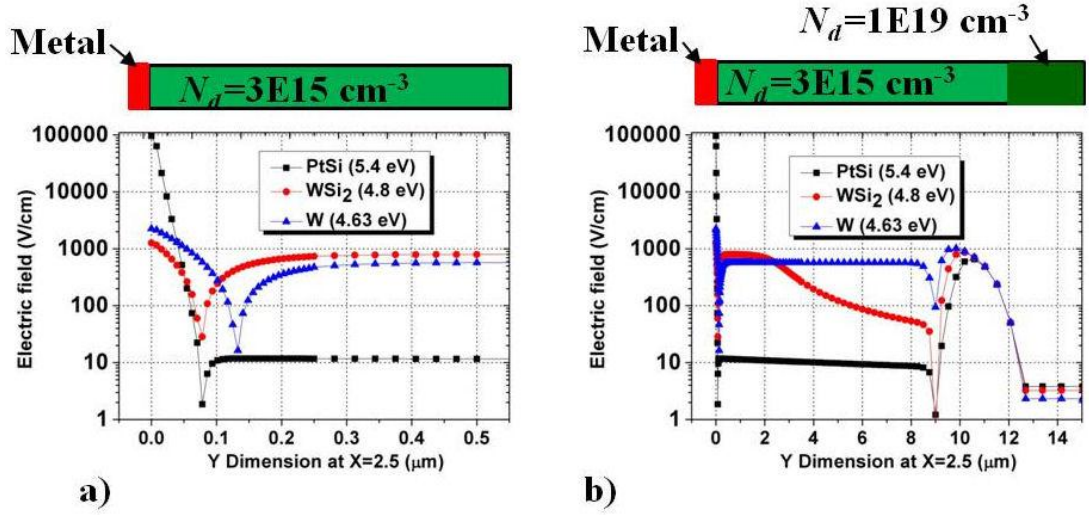 Metal
N_d=3E15 cm⁻³
100000
10000
1000
100
10
1
Electric field (V/cm)
PtSi (5.4 eV)
WSi₂ (4.8 eV)
W (4.63 eV)
0.0 0.1 0.2 0.3 0.4 0.5
Y Dimension at X=2.5 (μm)
a)
N_d=1E19 cm⁻³
Metal
N_d=3E15 cm⁻³
100000
10000
1000
100
10
1
Electric field (V/cm)
PtSi (5.4 eV)
WSi₂ (4.8 eV)
W (4.63 eV)
0 2 4 6 8 10 12 14
Y Dimension at X=2.5 (μm)
b)